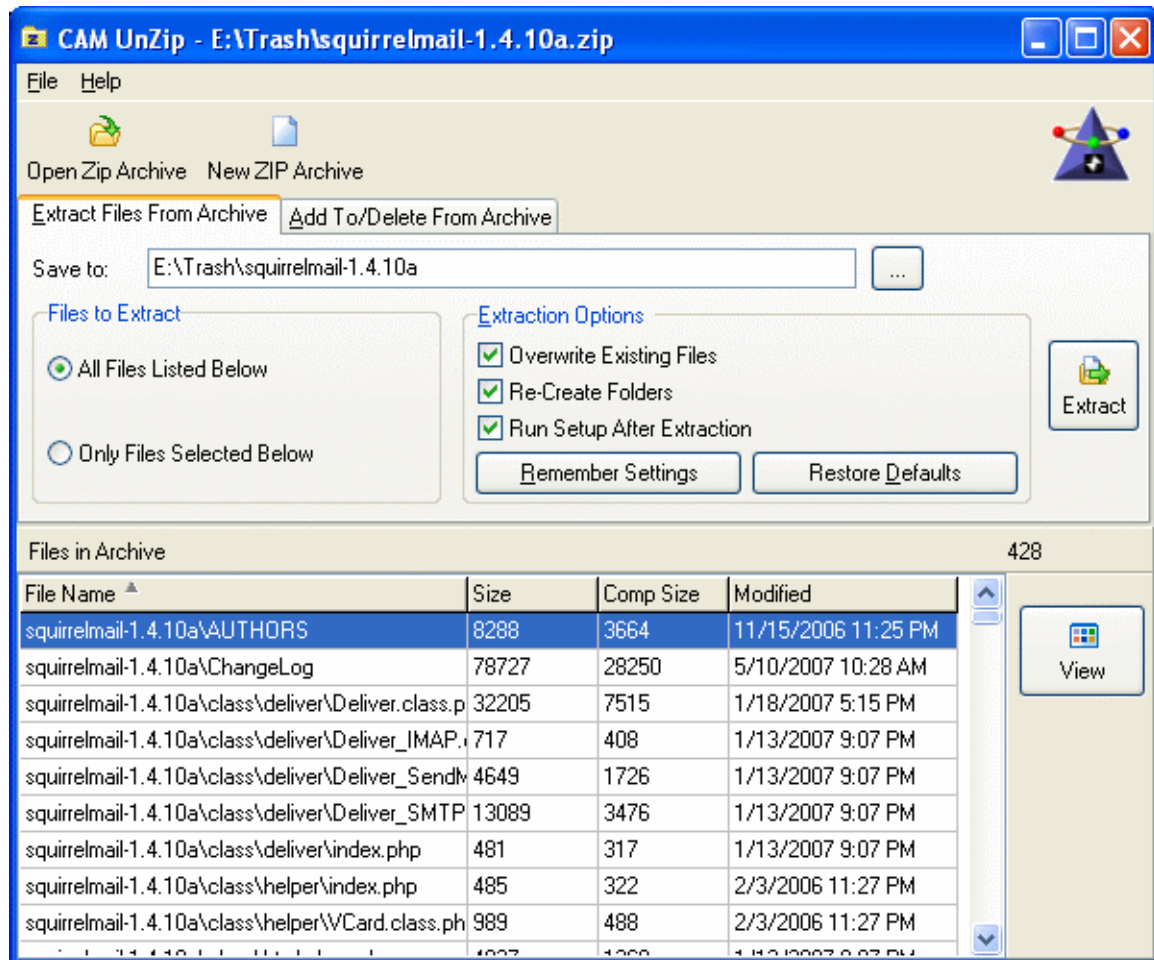 CAM UnZip - E:\Trash\squirrelmail-1.4.10a.zip
File Help
Open Zip Archive New ZIP Archive
Extract Files From Archive Add To/Delete From Archive
Save to: E:\Trash\squirrelmail-1.4.10a ...
Files to Extract Extraction Options
All Files Listed Below
Overwrite Existing Files
Re-Create Folders
Extract
Run Setup After Extraction
Only Files Selected Below
Remember Settings Restore Defaults
Files in Archive 428
File Name Size Comp Size Modified
squirrelmail-1.4.10a\AUTHORS 8288 3664 11/15/2006 11:25 PM
View
squirrelmail-1.4.10a\ChangeLog 78727 28250 5/10/2007 10:28 AM
squirrelmail-1.4.10a\class\deliver\Deliver.class.p 32205 7515 1/18/2007 5:15 PM
squirrelmail-1.4.10a\class\deliver\Deliver_IMAP. 717 408 1/13/2007 9:07 PM
squirrelmail-1.4.10a\class\deliver\Deliver_SendM 4649 1726 1/13/2007 9:07 PM
squirrelmail-1.4.10a\class\deliver\Deliver_SMTP 13089 3476 1/13/2007 9:07 PM
squirrelmail-1.4.10a\class\deliver\index.php 481 317 1/13/2007 9:07 PM
squirrelmail-1.4.10a\class\helper\index.php 485 322 2/3/2006 11:27 PM
squirrelmail-1.4.10a\class\helper\VCard.class.ph 989 488 2/3/2006 11:27 PM